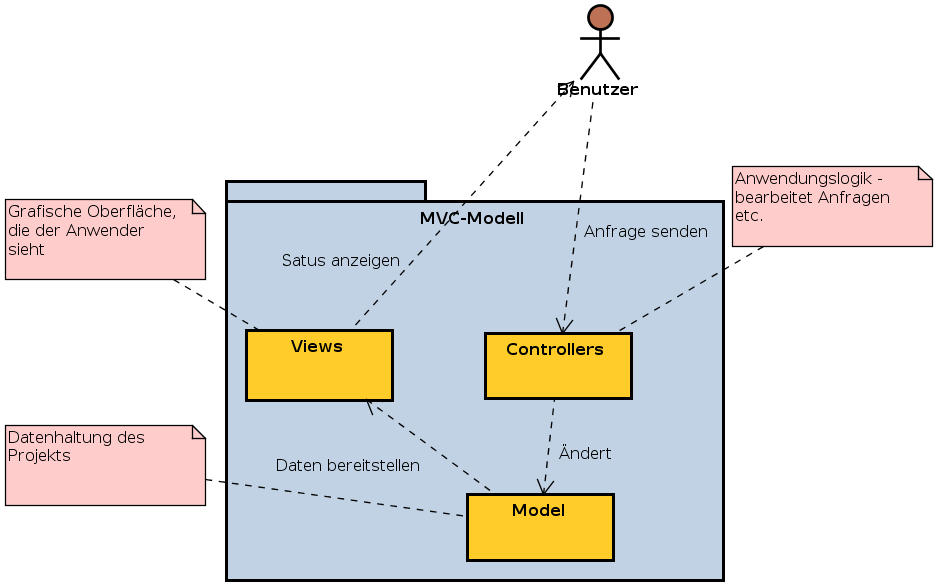 Benutzer
Anwendungslogik -
bearbeitet Anfragen
etc.
Grafische Oberfläche,
die der Anwender
sieht
MVC-Modell
Anfrage senden
Satus anzeigen
Views
Controllers
Datenhaltung des
Projekts
Ändert
Daten bereitstellen
Model